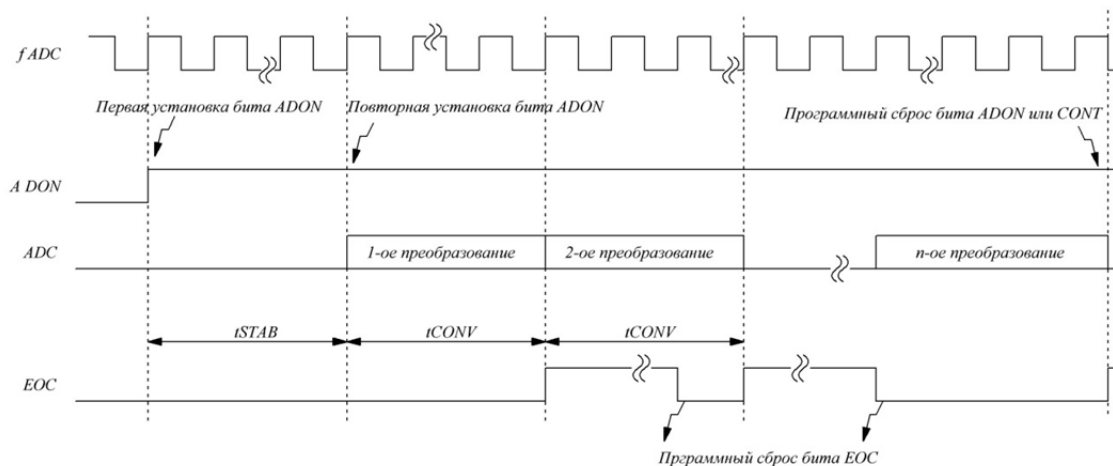 f ADC
Первая установка бита ADON
Повторная установка бита ADON
Программный сброс бита ADON или CONT
A DON
ADC
1-ое преобразование
2-ое преобразование
n-ое преобразование
tSTAB
tCONV
tCONV
EOC
Прграммный сброс бита EOC